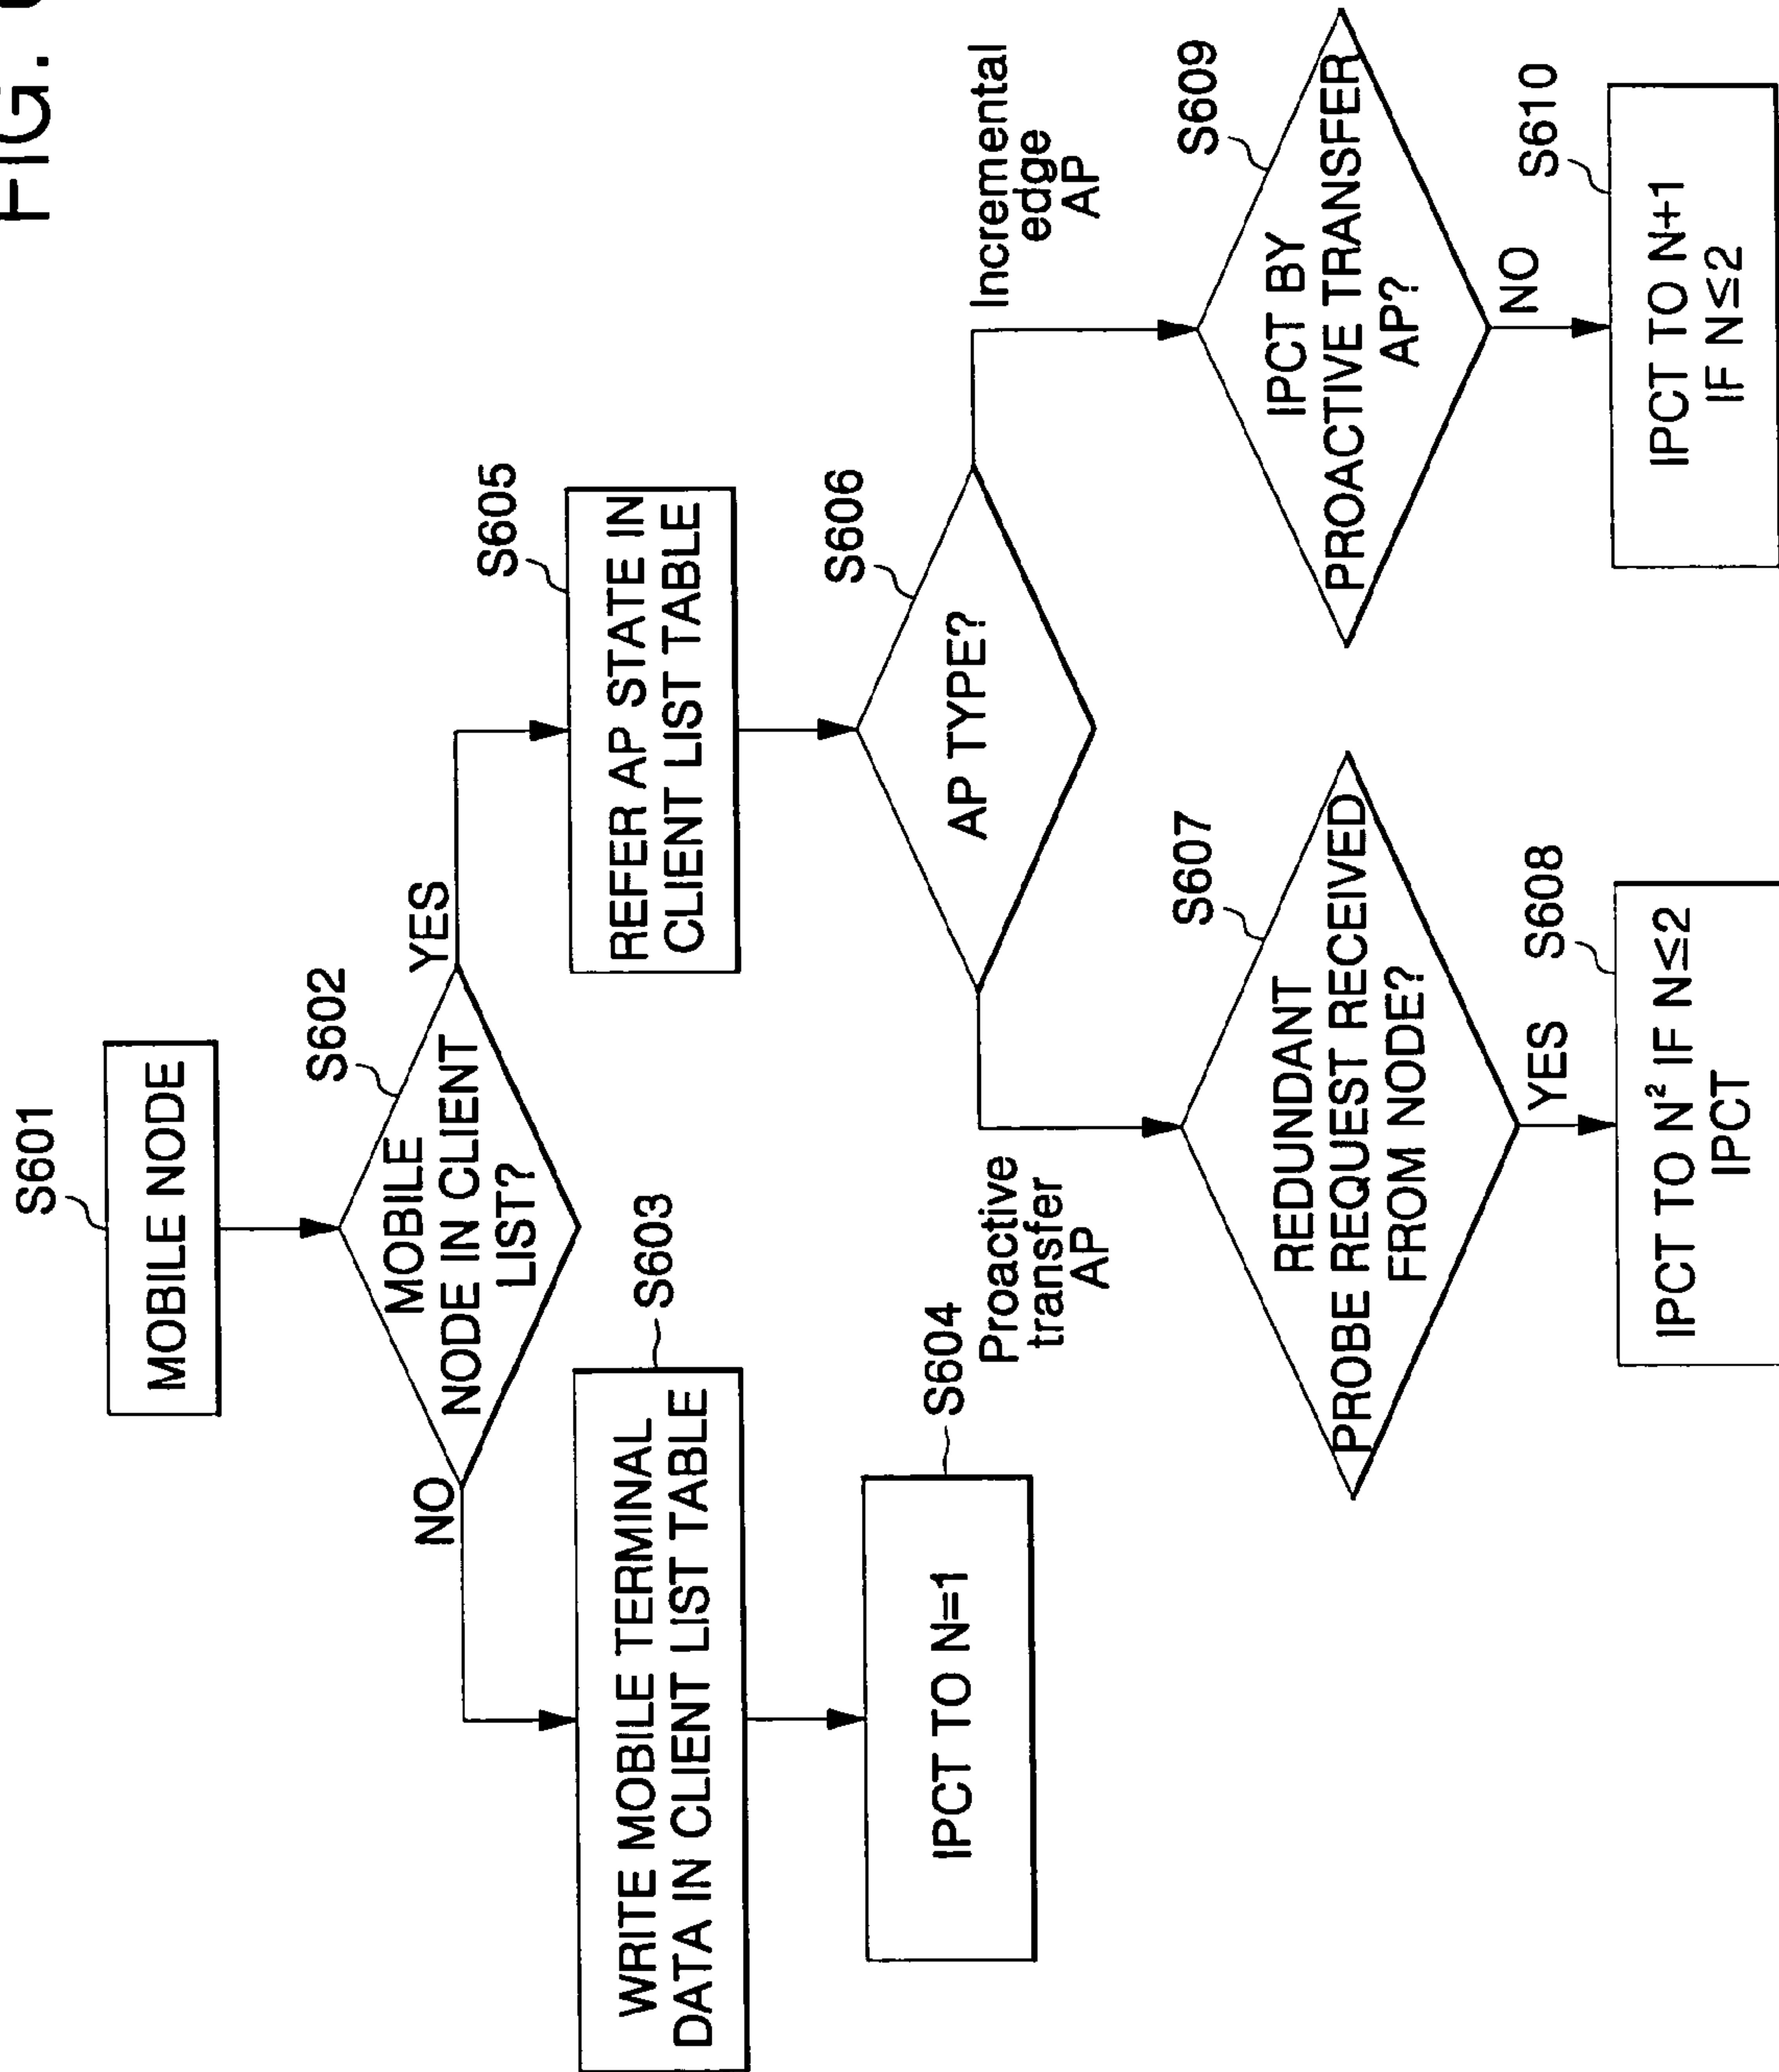 FIG.
S601
MOBILE NODE
S602
MOBILE
NODE IN CLIENT
LIST?
NO
YES
S603
WRITE MOBILE TERMINAL
DATA IN CLIENT LIST TABLE
S604
IPCT TO N=1
S605
REFER AP STATE IN
CLIENT LIST TABLE
S606
AP TYPE?
Proactive
transfer
AP
Incremental
edge
AP
S607
REDUNDANT
PROBE REQUEST RECEIVED
FROM NODE?
YES
S608
IPCT TO N² IF N≤2
IPCT
S609
IPCT BY
PROACTIVE TRANSFER
AP?
NO
S610
IPCT TO N+1
IF N≤2